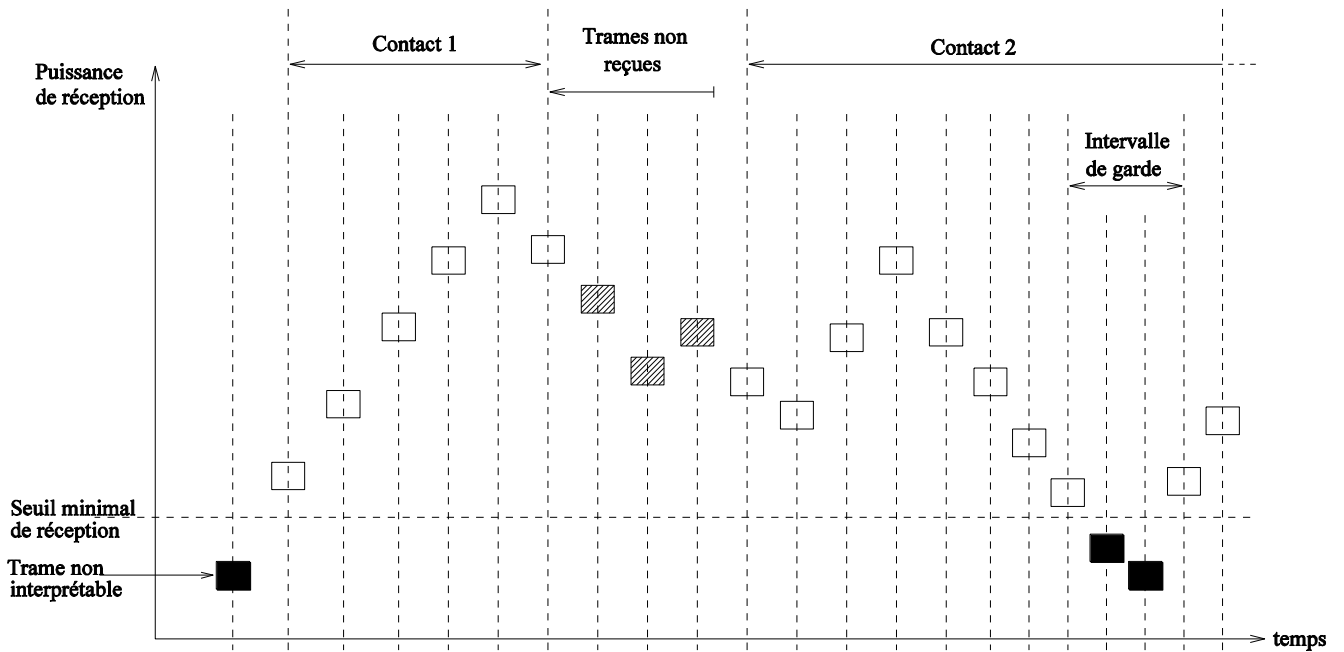 Contact 1
Trames non
reçues
Contact 2
Puissance
de réception
Intervalle
de garde
Seuil minimal
de réception
Trame non
interprétable
temps